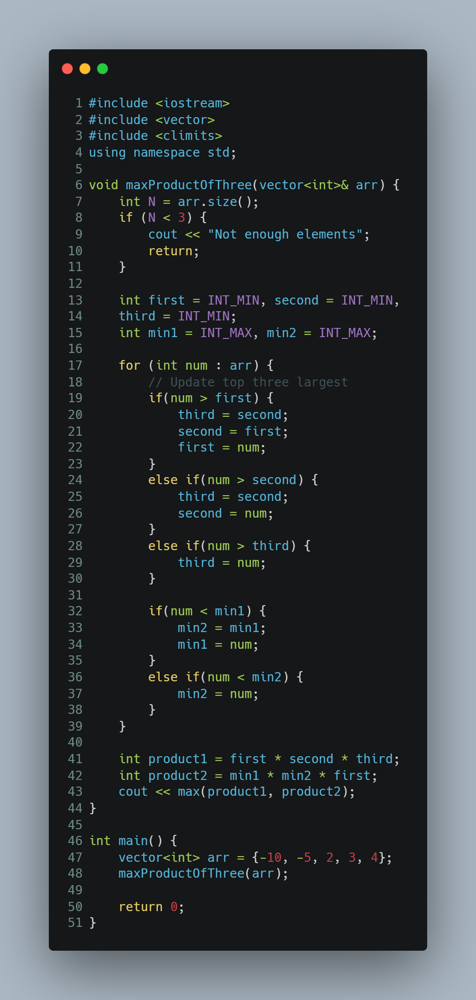 1 #include <iostream>
2 #include <vector>
3 #include <climits>
4 using namespace std;
5
6 void maxProductOfThree(vector<int>& arr) {
7     int N = arr.size();
8     if (N < 3) {
9         cout << "Not enough elements";
10         return;
11     }
12
13     int first = INT_MIN, second = INT_MIN,
14     third = INT_MIN;
15     int min1 = INT_MAX, min2 = INT_MAX;
16
17     for (int num : arr) {
18         // Update top three largest
19         if(num > first) {
20             third = second;
21             second = first;
22             first = num;
23         }
24         else if(num > second) {
25             third = second;
26             second = num;
27         }
28         else if(num > third) {
29             third = num;
30         }
31
32         if(num < min1) {
33             min2 = min1;
34             min1 = num;
35         }
36         else if(num < min2) {
37             min2 = num;
38         }
39     }
40
41     int product1 = first * second * third;
42     int product2 = min1 * min2 * first;
43     cout << max(product1, product2);
44 }
45
46 int main() {
47     vector<int> arr = {-10, -5, 2, 3, 4};
48     maxProductOfThree(arr);
49
50     return 0;
51 }